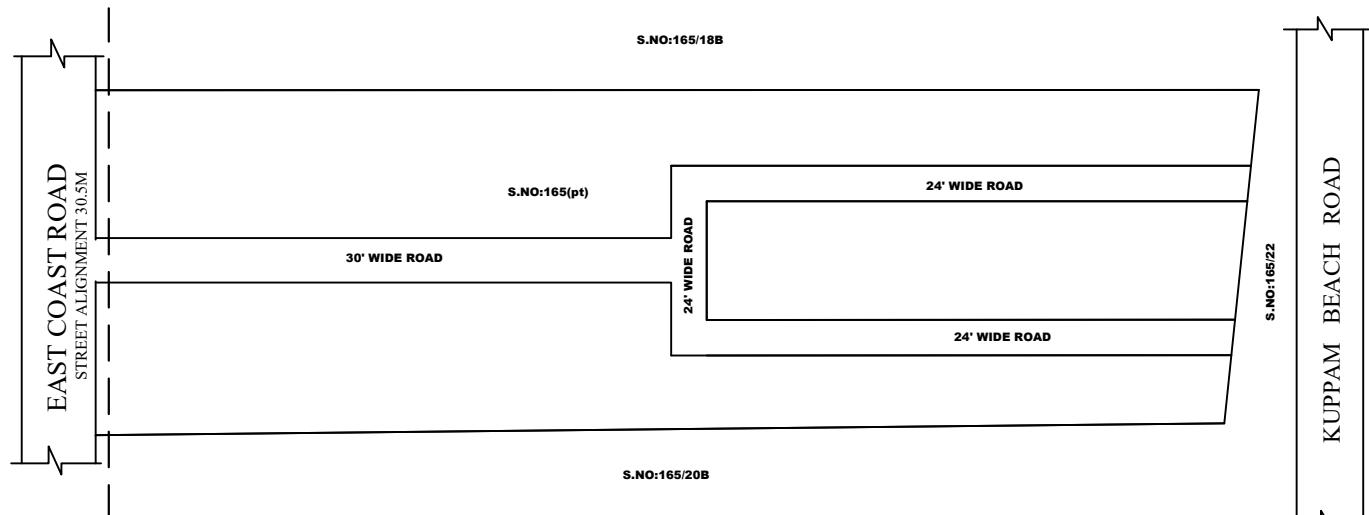 S.NO:165/18B
EAST COAST ROAD
STREET ALIGNMENT 30.5M
S.NO:165(pt)
24' WIDE ROAD
30' WIDE ROAD
24' WIDE ROAD
24' WIDE ROAD
S.NO:165/22
KUPPAM BEACH ROAD
S.NO:165/20B